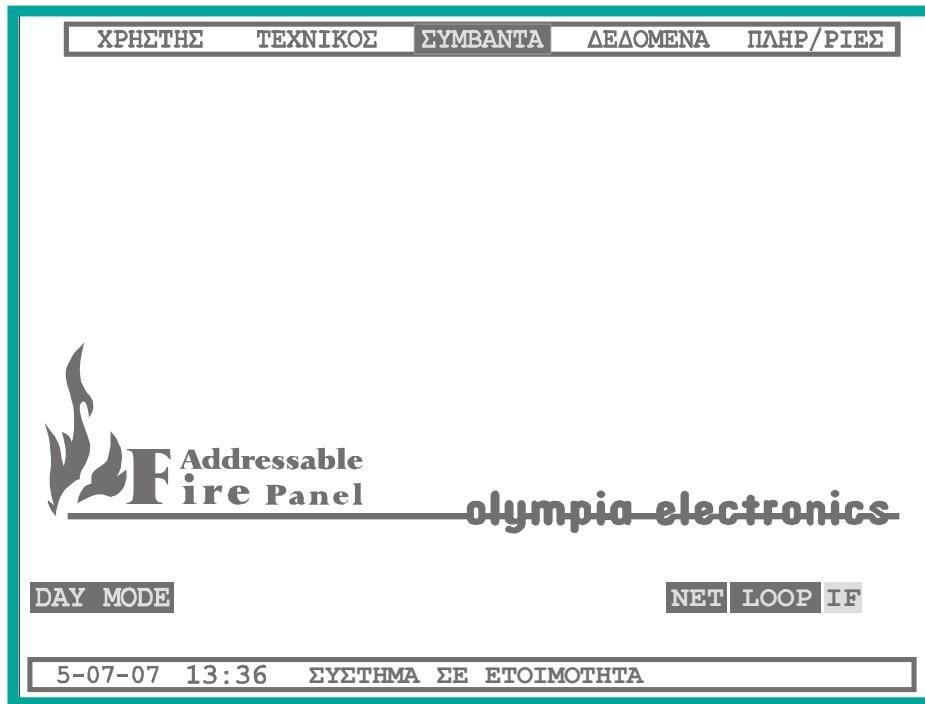 ΧΡΗΣΤΗΣ ΤΕΧΝΙΚΟΣ ΣΥΜΒΑΝΤΑ ΔΕΔΟΜΕΝΑ ΠΛΗΡ/ΡΙΕΣ
Addressable
Fire Panel
olympia electronics
DAY MODE NET LOOP IF
5-07-07 13:36 ΣΥΣΤΗΜΑ ΣΕ ΕΤΟΙΜΟΤΗΤΑ